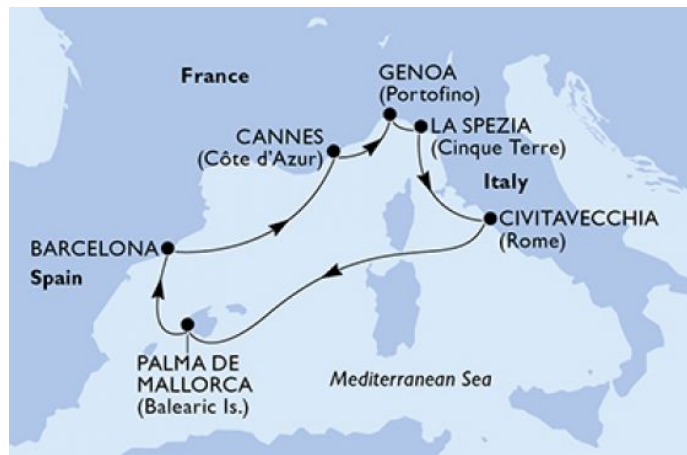 France
GENOA
(Portofino)
CANNES
(Côte d'Azur)
LA SPEZIA
(Cinque Terre)
Italy
CIVITAVECCHIA
(Rome)
BARCELONA
Spain
PALMA DE
MALLORCA
(Balearic Is.)
Mediterranean Sea